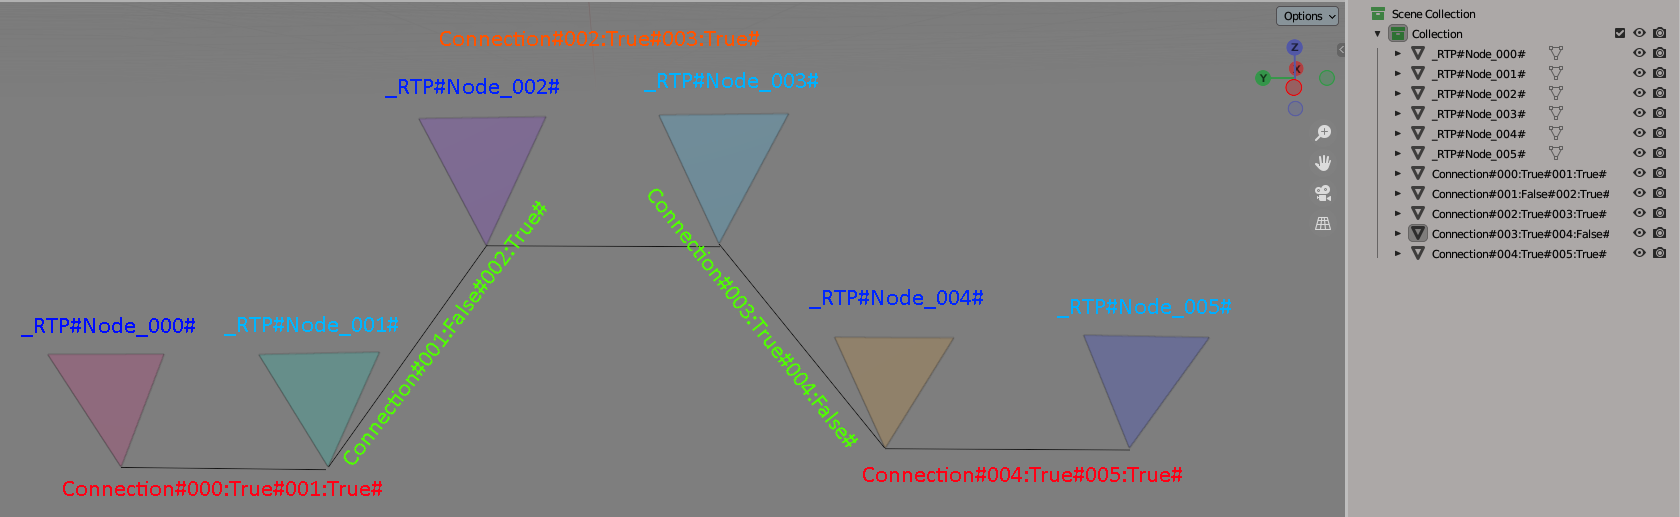 Options
Connection#002:True#003:True#
_RTP#Node_002#
_RTP#Node_003#
Z
Y
X
Connection#001:False#002:True#
Connection#003:True#004:False#
_RTP#Node_000#
_RTP#Node_001#
_RTP#Node_004#
_RTP#Node_005#
Connection#000:True#001:True#
Connection#004:True#005:True#
Scene Collection
Collection
_RTP#Node_000#
_RTP#Node_001#
_RTP#Node_002#
_RTP#Node_003#
_RTP#Node_004#
_RTP#Node_005#
Connection#000:True#001:True#
Connection#001:False#002:True#
Connection#002:True#003:True#
Connection#003:True#004:False#
Connection#004:True#005:True#